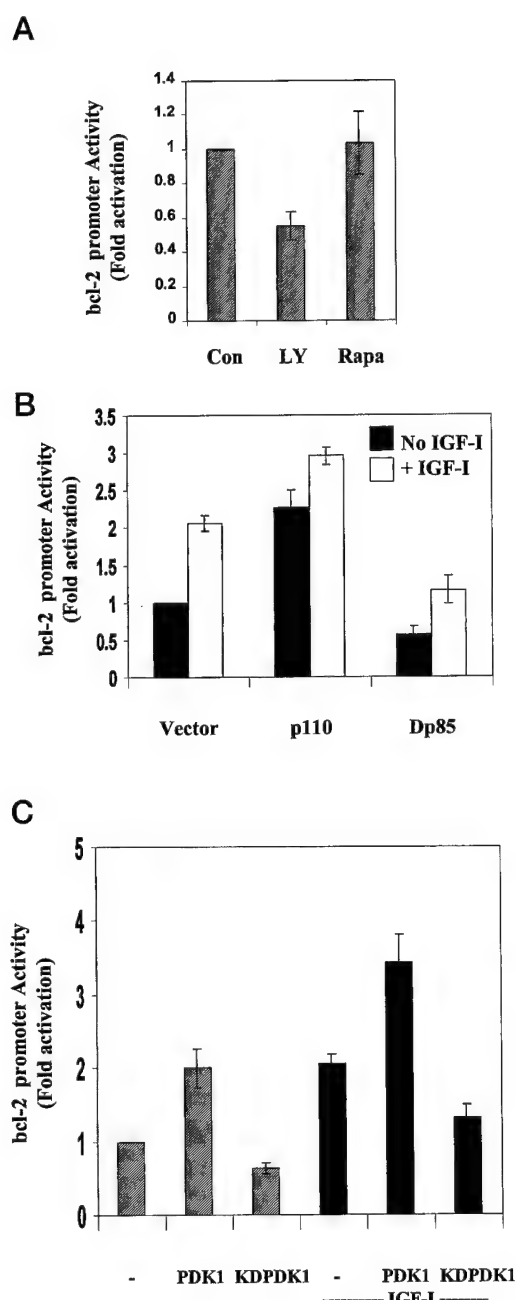 A
bcl-2 promoter Activity
(Fold activation)
1.4
1.2
1
0.8
0.6
0.4
0.2
0
Con LY Rapa
B
bcl-2 promoter Activity
(Fold activation)
3.5
3
2.5
2
1.5
1
0.5
0
No IGF-I
+ IGF-I
Vector p110 Dp85
C
bcl-2 promoter Activity
(Fold activation)
5
4
3
2
1
0
- PDK1 KDPDK1 - PDK1 KDPDK1
---------- IGF-I --------